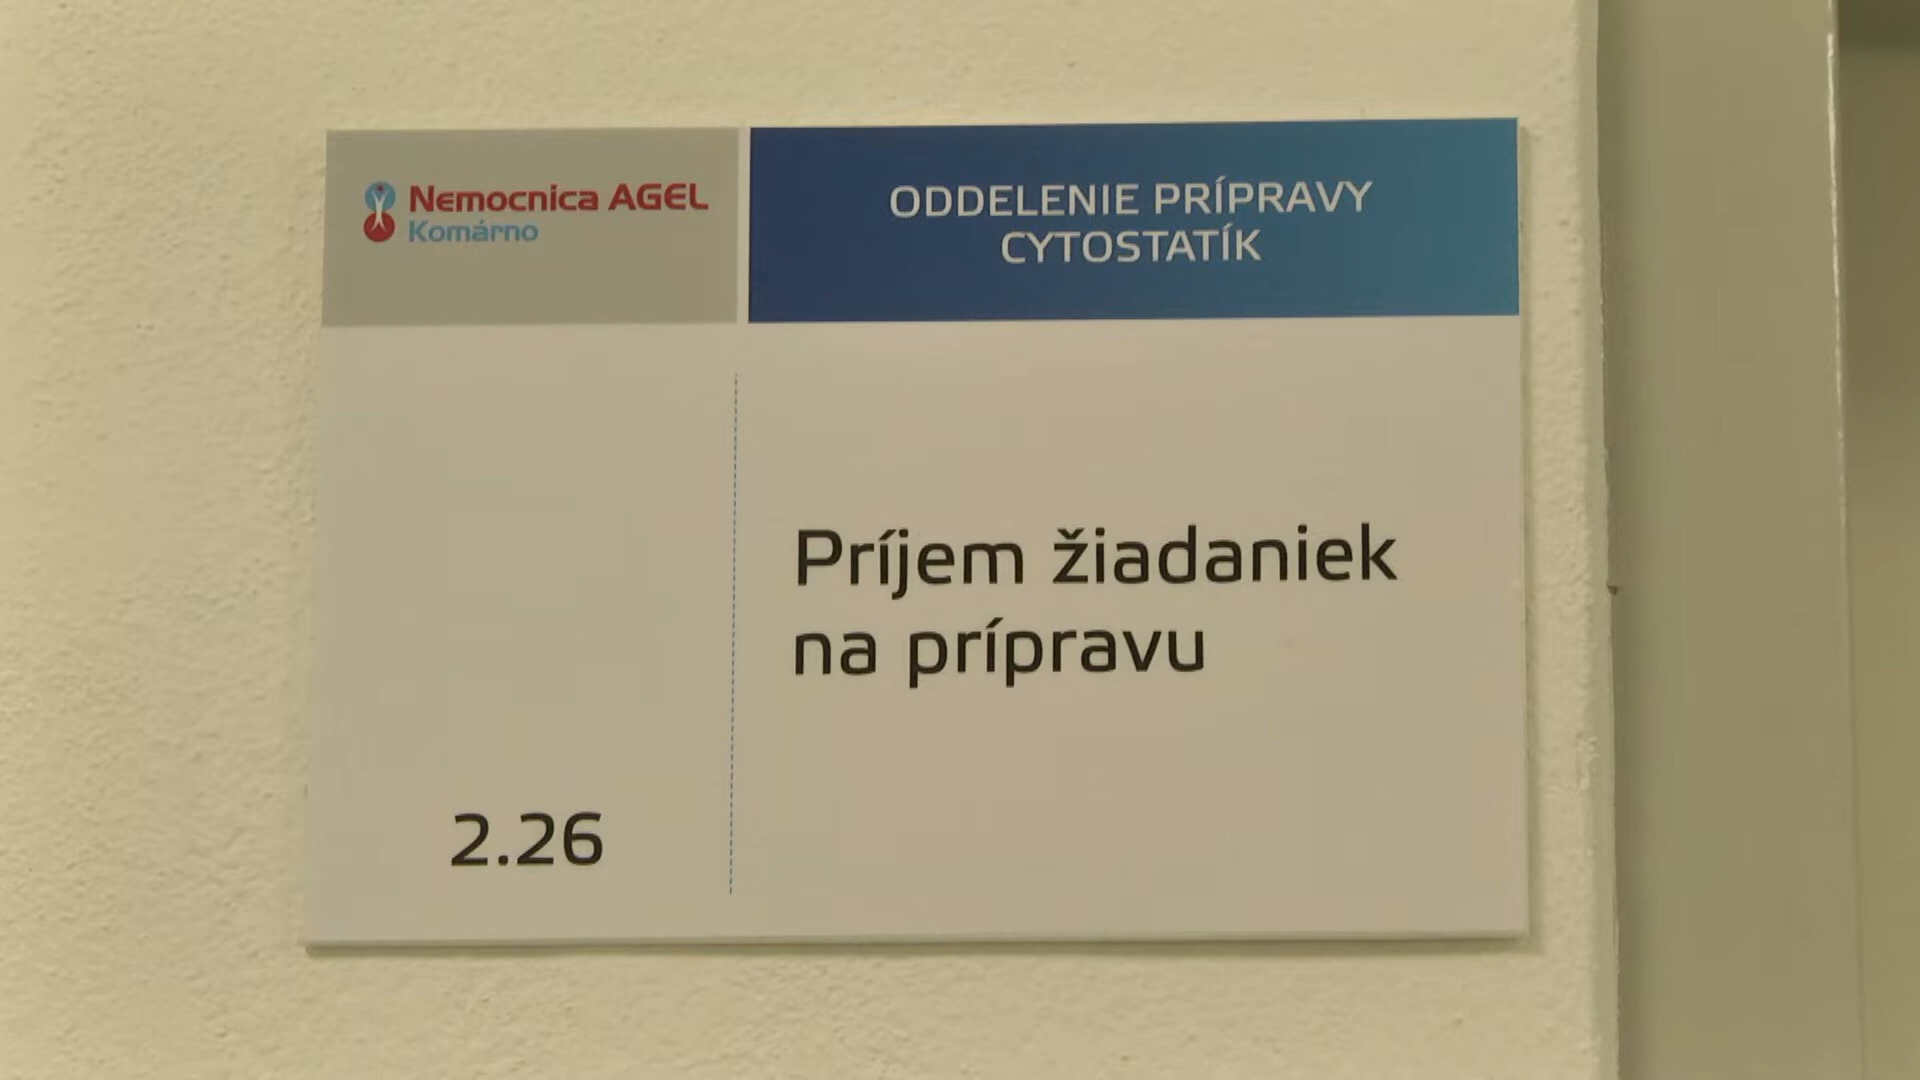 Nemocnica AGEL
Komárno
ODDELENIE PRÍPRAVY
CYTOSTATÍK
Príjem žiadaniek
na prípravu
2.26